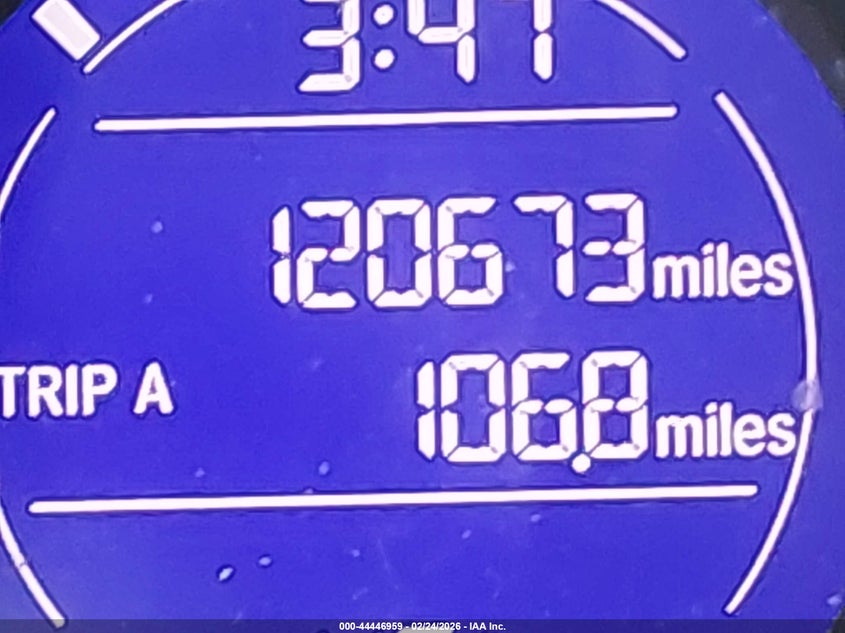 3:47
120673 miles
TRIP A 106.8 miles
000-44446959 - 02/24/2026 - IAA Inc.